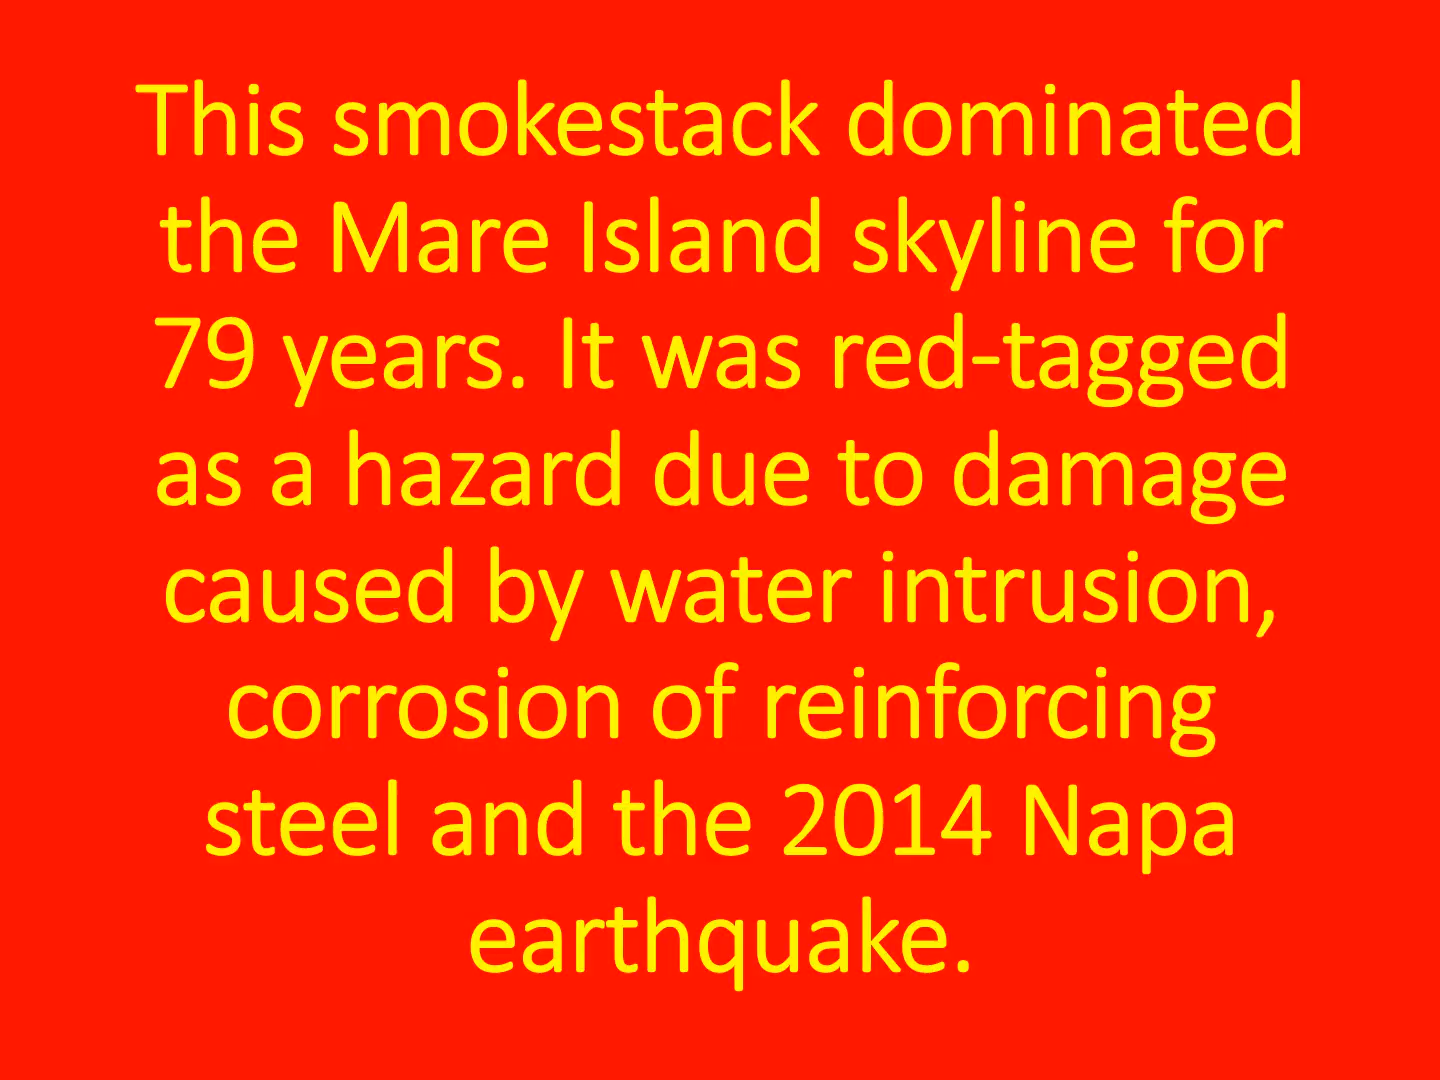 This smokestack dominated
the Mare Island skyline for
79 years. It was red-tagged
as a hazard due to damage
caused by water intrusion,
corrosion of reinforcing
steel and the 2014 Napa
earthquake.